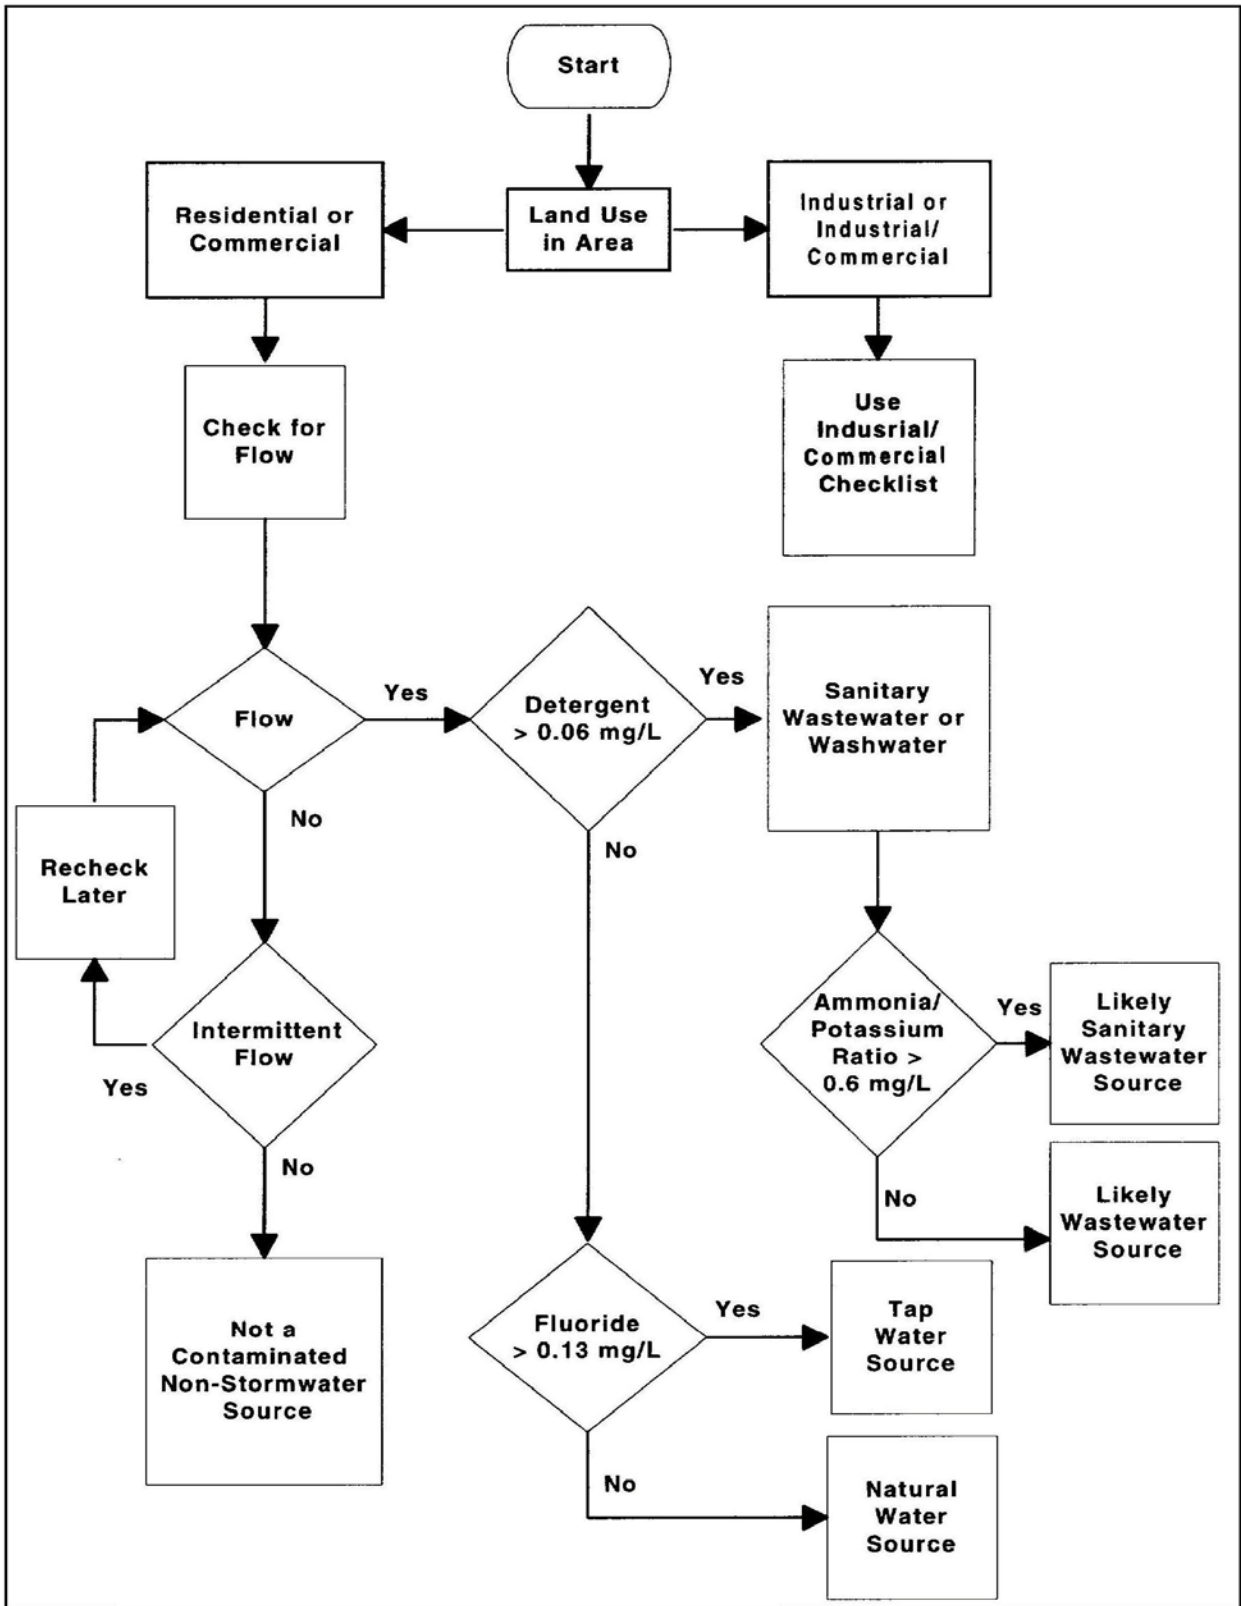 Start
Residential or
Commercial
Land Use
in Area
Industrial or
Industrial/
Commercial
Check for
Flow
Use
Indusrial/
Commercial
Checklist
Flow
Yes
Detergent
> 0.06 mg/L
Yes
Sanitary
Wastewater or
Washwater
No
No
Recheck
Later
Intermittent
Flow
Yes
No
Ammonia/
Potassium
Ratio >
0.6 mg/L
Yes
Likely
Sanitary
Wastewater
Source
No
Likely
Wastewater
Source
Not a
Contaminated
Non-Stormwater
Source
Fluoride
> 0.13 mg/L
Yes
Tap
Water
Source
No
Natural
Water
Source